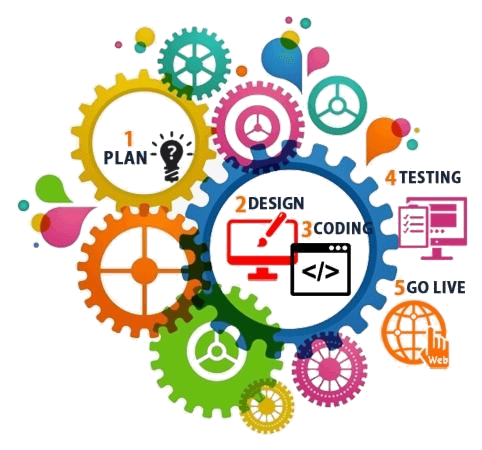 1
PLAN
?
2 DESIGN
3 CODING
</>
4 TESTING
5 GO LIVE
Web